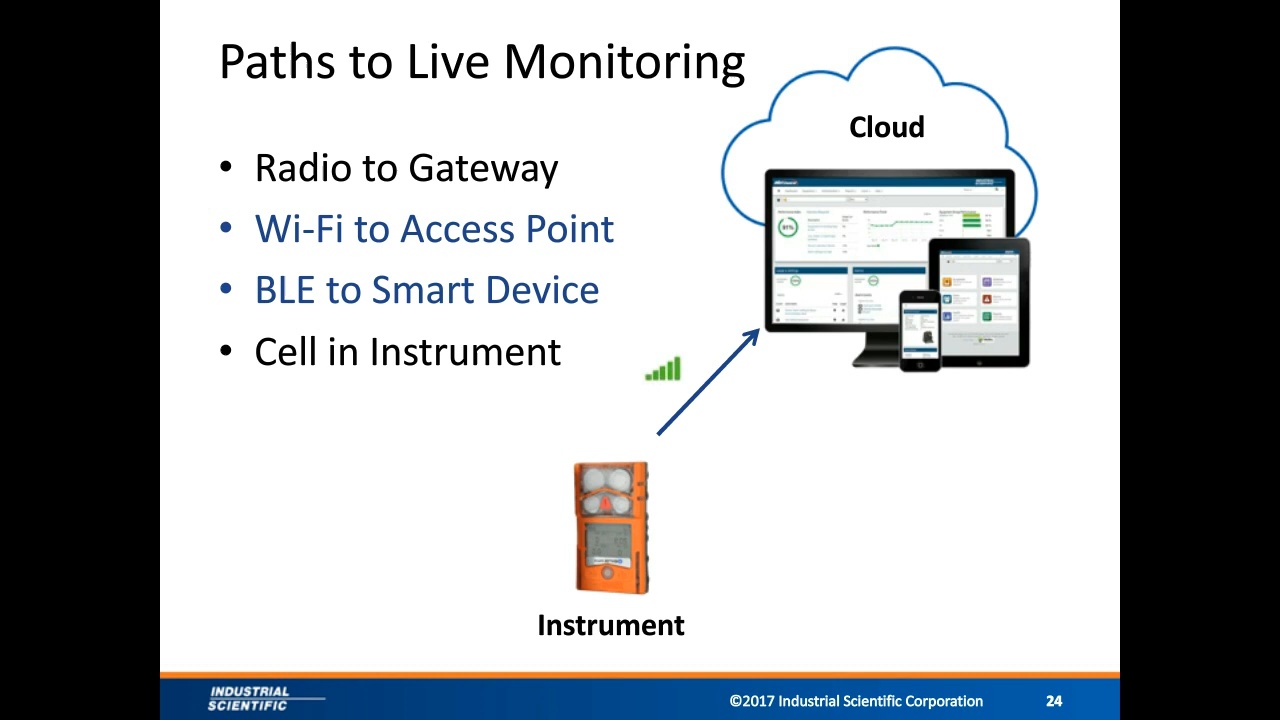 Paths to Live Monitoring
Cloud
• Radio to Gateway
• Wi-Fi to Access Point
• BLE to Smart Device
• Cell in Instrument
91%
Instrument
INDUSTRIAL
SCIENTIFIC
©2017 Industrial Scientific Corporation
24